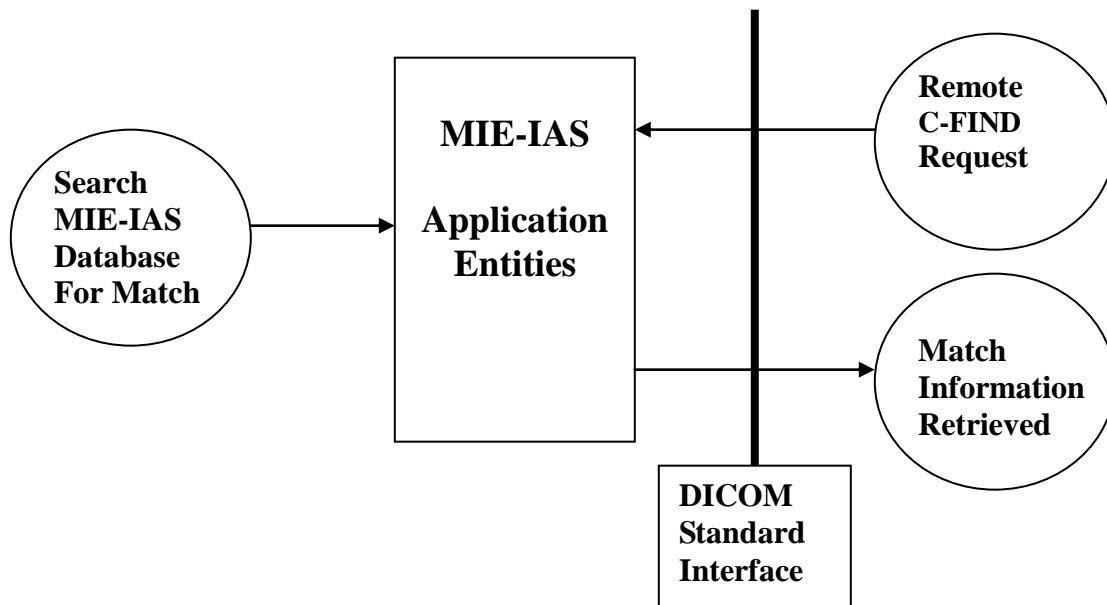 Search
MIE-IAS
Database
For Match
MIE-IAS
Application
Entities
Remote
C-FIND
Request
Match
Information
Retrieved
DICOM
Standard
Interface